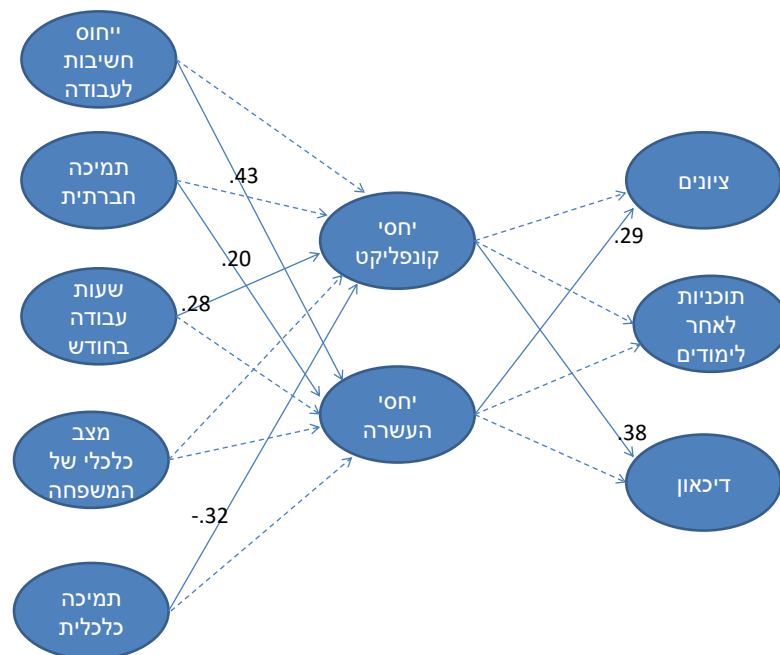 ייחוס
חשיבות
לעבודה
תמיכה
חברתית
שעות
עבודה
בחודש
מצב
כלכלי של
המשפחה
תמיכה
כלכלית
.43
.20
.28
-.32
יחסי
קונפליקט
יחסי
העשרה
.29
.38
ציונים
תוכניות
לאחר
לימודים
דיכאון